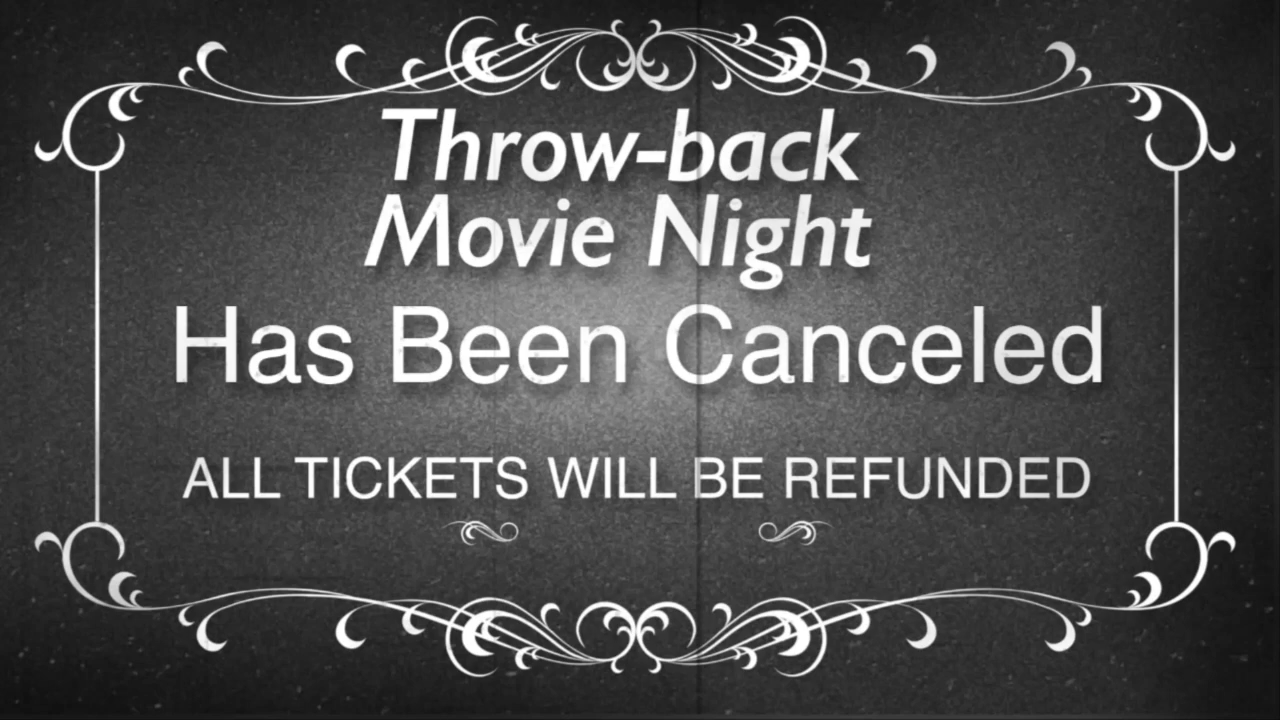 Throw-back
Movie Night
Has Been Canceled
ALL TICKETS WILL BE REFUNDED